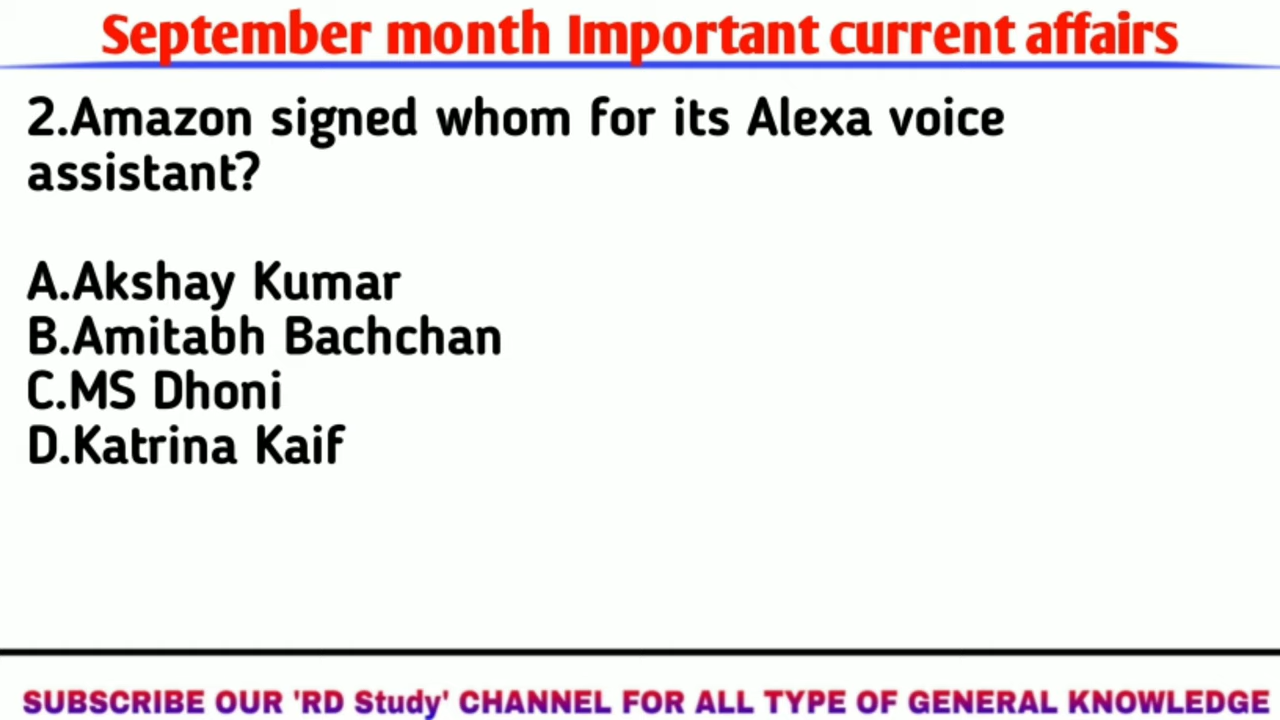 September month Important current affairs
2.Amazon signed whom for its Alexa voice
assistant?
A.Akshay Kumar
B.Amitabh Bachchan
C.MS Dhoni
D.Katrina Kaif
SUBSCRIBE OUR 'RD Study' CHANNEL FOR ALL TYPE OF GENERAL KNOWLEDGE